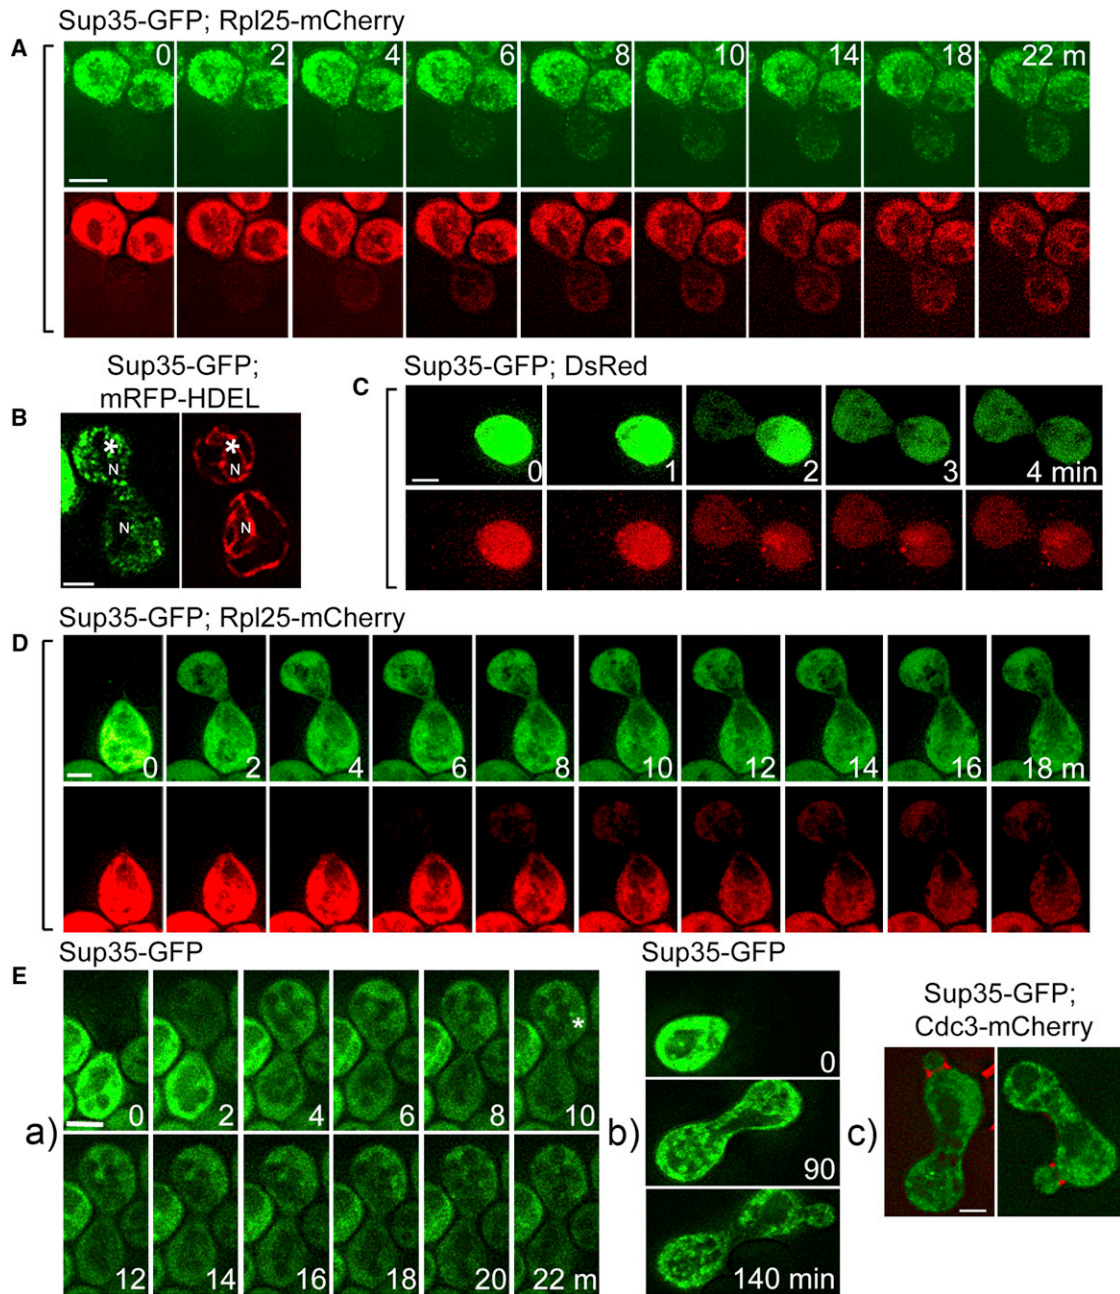 Sup35-GFP; Rpl25-mCherry
A
0 2 4 6 8 10 14 18 22 m
Sup35-GFP;
mRFP-HDEL
B
* *
N N
N N
Sup35-GFP; DsRed
C
0 1 2 3 4 min
Sup35-GFP; Rpl25-mCherry
D
0 2 4 6 8 10 12 14 16 18 m
Sup35-GFP
E
*
0 2 4 6 8 10
a)
12 14 16 18 20 22 m
Sup35-GFP
0
b)
90
140 min
Sup35-GFP;
Cdc3-mCherry
c)